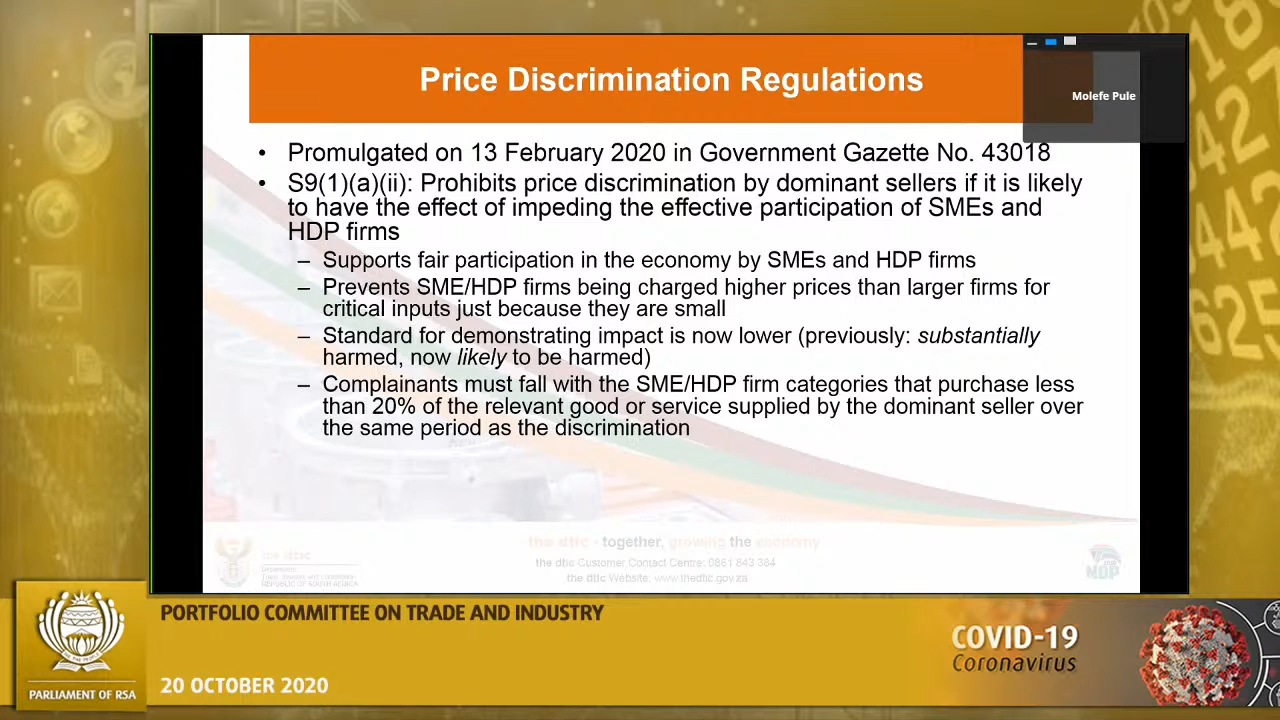 Price Discrimination Regulations
Molefe Pule
• Promulgated on 13 February 2020 in Government Gazette No. 43018
• S9(1)(a)(ii): Prohibits price discrimination by dominant sellers if it is likely
to have the effect of impeding the effective participation of SMEs and
HDP firms
– Supports fair participation in the economy by SMEs and HDP firms
– Prevents SME/HDP firms being charged higher prices than larger firms for
critical inputs just because they are small
– Standard for demonstrating impact is now lower (previously: substantially
harmed, now likely to be harmed)
– Complainants must fall with the SME/HDP firm categories that purchase less
than 20% of the relevant good or service supplied by the dominant seller over
the same period as the discrimination
the dtic - together, growing the economy
the dtic Customer Contact Centre: 0861 843 384
the dtic Website: www.thedtic.gov.za
the dtic
REPUBLIC OF SOUTH AFRICA
NDP
PORTFOLIO COMMITTEE ON TRADE AND INDUSTRY
20 OCTOBER 2020
PARLIAMENT OF RSA
COVID-19
Coronavirus